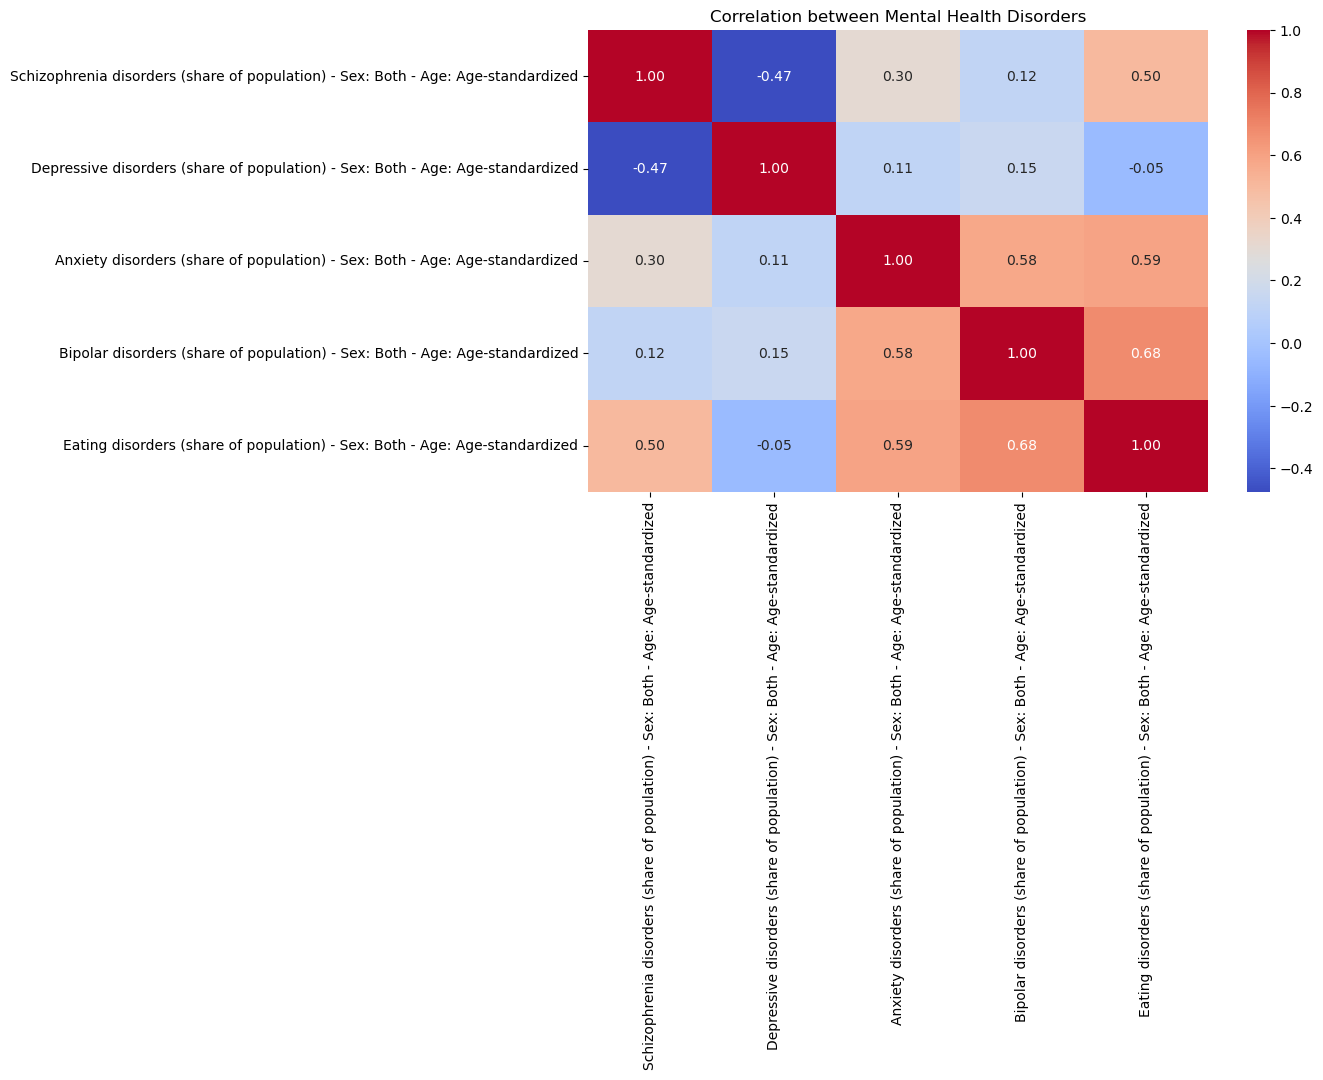 Correlation between Mental Health Disorders
Schizophrenia disorders (share of population) - Sex: Both - Age: Age-standardized
1.00 -0.47 0.30 0.12 0.50
Depressive disorders (share of population) - Sex: Both - Age: Age-standardized
-0.47 1.00 0.11 0.15 -0.05
Anxiety disorders (share of population) - Sex: Both - Age: Age-standardized
0.30 0.11 1.00 0.58 0.59
Bipolar disorders (share of population) - Sex: Both - Age: Age-standardized
0.12 0.15 0.58 1.00 0.68
Eating disorders (share of population) - Sex: Both - Age: Age-standardized
0.50 -0.05 0.59 0.68 1.00
Schizophrenia disorders (share of population) - Sex: Both - Age: Age-standardized
Depressive disorders (share of population) - Sex: Both - Age: Age-standardized
Anxiety disorders (share of population) - Sex: Both - Age: Age-standardized
Bipolar disorders (share of population) - Sex: Both - Age: Age-standardized
Eating disorders (share of population) - Sex: Both - Age: Age-standardized
1.0
0.8
0.6
0.4
0.2
0.0
−0.2
−0.4